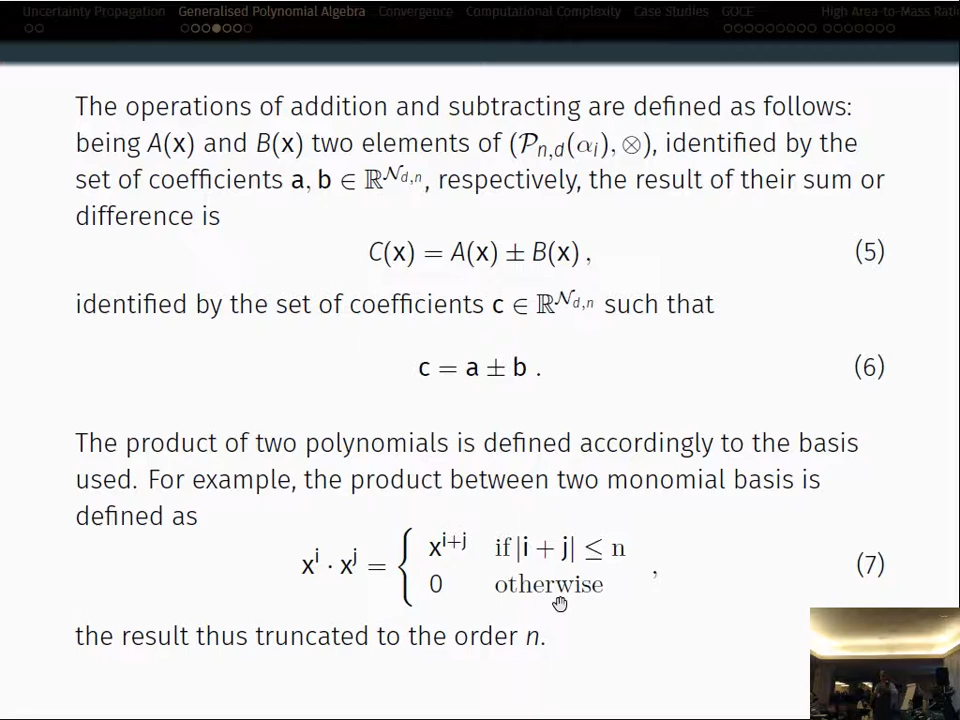 Uncertainty Propagation Generalised Polynomial Algebra Convergence Computational Complexity Case Studies GOCE High Area-to-Mass Rati
The operations of addition and subtracting are defined as follows:
being A(x) and B(x) two elements of (𝒫n,d(αi), ⊗), identified by the
set of coefficients a, b ∈ ℝ^𝒩d,n, respectively, the result of their sum or
difference is
C(x) = A(x) ± B(x) , (5)
identified by the set of coefficients c ∈ ℝ^𝒩d,n such that
c = a ± b . (6)
The product of two polynomials is defined accordingly to the basis
used. For example, the product between two monomial basis is
defined as
x^i · x^j = { x^{i+j} if |i + j| ≤ n
0 otherwise , (7)
the result thus truncated to the order n.